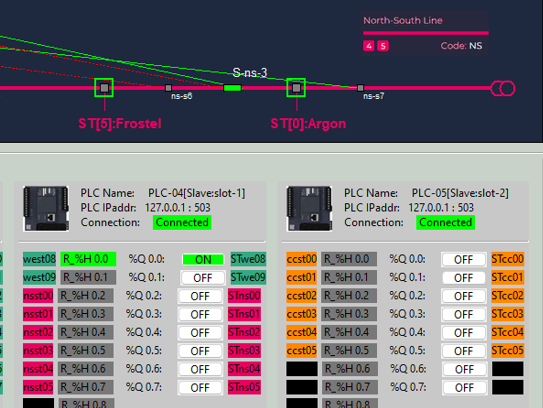 North-South Line
4 5 Code: NS
S-ns-3
ns-s6 ns-s7
ST[5]:Frostel ST[0]:Argon
PLC Name: PLC-04[Slave:slot-1]
PLC IPaddr: 127.0.0.1 : 503
Connection: Connected
west08 R_%H 0.0 %Q 0.0: ON STwe08
west09 R_%H 0.1 %Q 0.1: OFF STwe09
nsst00 R_%H 0.2 %Q 0.2: OFF STns00
nsst01 R_%H 0.3 %Q 0.3: OFF STns01
nsst02 R_%H 0.4 %Q 0.4: OFF STns02
nsst03 R_%H 0.5 %Q 0.5: OFF STns03
nsst04 R_%H 0.6 %Q 0.6: OFF STns04
nsst05 R_%H 0.7 %Q 0.7: OFF STns05
R_%H 0.8
PLC Name: PLC-05[Slave:slot-2]
PLC IPaddr: 127.0.0.1 : 503
Connection: Connected
ccst00 R_%H 0.0 %Q 0.0: OFF STcc00
ccst01 R_%H 0.1 %Q 0.1: OFF STcc01
ccst02 R_%H 0.2 %Q 0.2: OFF STcc02
ccst03 R_%H 0.3 %Q 0.3: OFF STcc03
ccst04 R_%H 0.4 %Q 0.4: OFF STcc04
ccst05 R_%H 0.5 %Q 0.5: OFF STcc05
R_%H 0.6 %Q 0.6: OFF
R_%H 0.7 %Q 0.7: OFF
R_%H 0.8